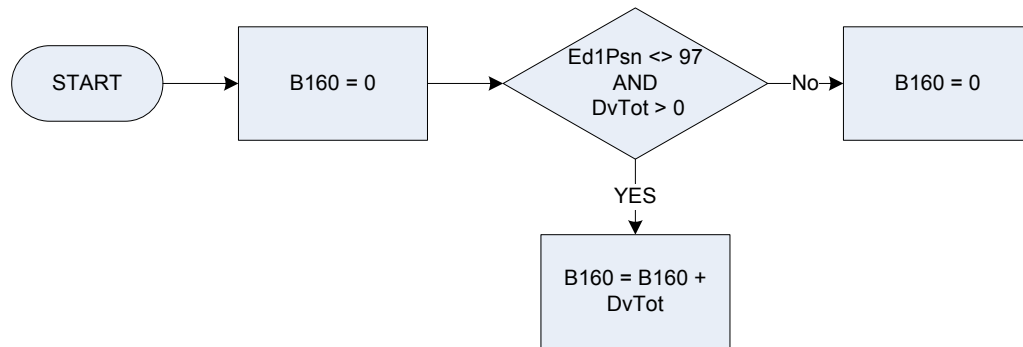 START
B160 = 0
Ed1Psn <> 97
AND
DvTot > 0
No
B160 = 0
YES
B160 = B160 +
DvTot